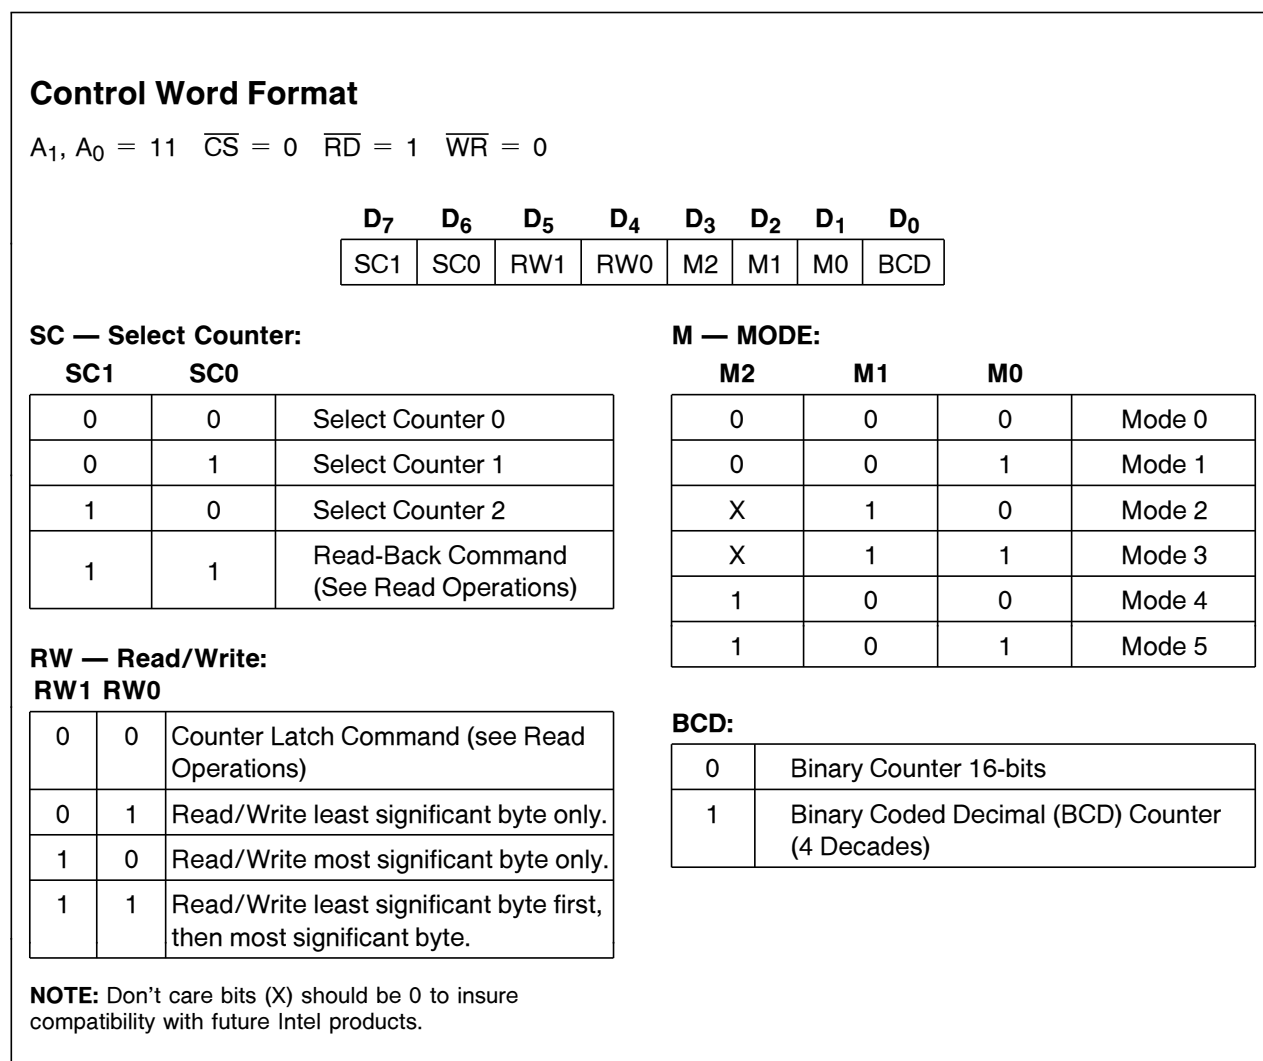 Control Word Format
A1, A0 = 11 C̅S̅ = 0 R̅D̅ = 1 W̅R̅ = 0
D7 D6 D5 D4 D3 D2 D1 D0
SC1 SC0 RW1 RW0 M2 M1 M0 BCD
SC — Select Counter:
SC1 SC0
0 0 Select Counter 0
0 1 Select Counter 1
1 0 Select Counter 2
1 1 Read-Back Command
(See Read Operations)
RW — Read/Write:
RW1 RW0
0 0 Counter Latch Command (see Read
Operations)
0 1 Read/Write least significant byte only.
1 0 Read/Write most significant byte only.
1 1 Read/Write least significant byte first,
then most significant byte.
M — MODE:
M2 M1 M0
0 0 0 Mode 0
0 0 1 Mode 1
X 1 0 Mode 2
X 1 1 Mode 3
1 0 0 Mode 4
1 0 1 Mode 5
BCD:
0 Binary Counter 16-bits
1 Binary Coded Decimal (BCD) Counter
(4 Decades)
NOTE: Don't care bits (X) should be 0 to insure
compatibility with future Intel products.